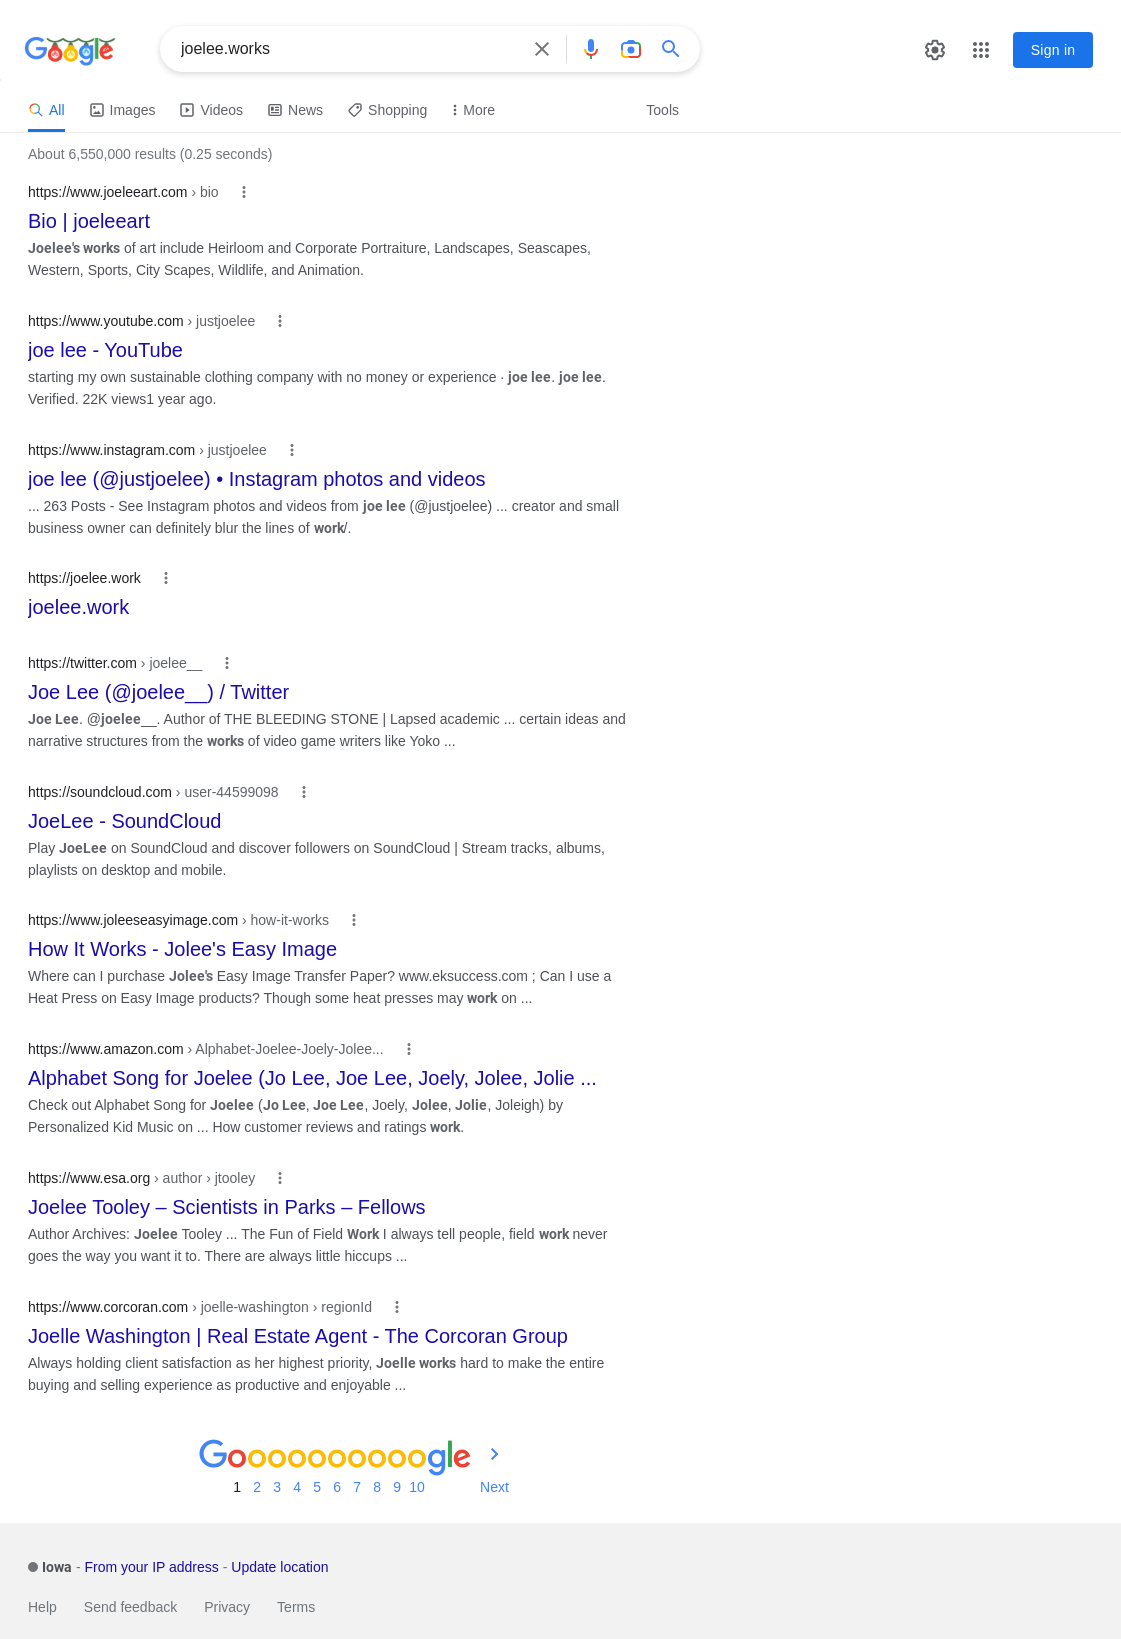 Google
joelee.works
Sign in
All
Images
Videos
News
Shopping
More
Tools
About 6,550,000 results (0.25 seconds)
https://www.joeleeart.com › bio
Bio | joeleeart
Joelee's works of art include Heirloom and Corporate Portraiture, Landscapes, Seascapes,
Western, Sports, City Scapes, Wildlife, and Animation.
https://www.youtube.com › justjoelee
joe lee - YouTube
starting my own sustainable clothing company with no money or experience · joe lee. joe lee.
Verified. 22K views1 year ago.
https://www.instagram.com › justjoelee
joe lee (@justjoelee) • Instagram photos and videos
... 263 Posts - See Instagram photos and videos from joe lee (@justjoelee) ... creator and small
business owner can definitely blur the lines of work/.
https://joelee.work
joelee.work
https://twitter.com › joelee__
Joe Lee (@joelee__) / Twitter
Joe Lee. @joelee__. Author of THE BLEEDING STONE | Lapsed academic ... certain ideas and
narrative structures from the works of video game writers like Yoko ...
https://soundcloud.com › user-44599098
JoeLee - SoundCloud
Play JoeLee on SoundCloud and discover followers on SoundCloud | Stream tracks, albums,
playlists on desktop and mobile.
https://www.joleeseasyimage.com › how-it-works
How It Works - Jolee's Easy Image
Where can I purchase Jolee's Easy Image Transfer Paper? www.eksuccess.com ; Can I use a
Heat Press on Easy Image products? Though some heat presses may work on ...
https://www.amazon.com › Alphabet-Joelee-Joely-Jolee...
Alphabet Song for Joelee (Jo Lee, Joe Lee, Joely, Jolee, Jolie ...
Check out Alphabet Song for Joelee (Jo Lee, Joe Lee, Joely, Jolee, Jolie, Joleigh) by
Personalized Kid Music on ... How customer reviews and ratings work.
https://www.esa.org › author › jtooley
Joelee Tooley – Scientists in Parks – Fellows
Author Archives: Joelee Tooley ... The Fun of Field Work I always tell people, field work never
goes the way you want it to. There are always little hiccups ...
https://www.corcoran.com › joelle-washington › regionId
Joelle Washington | Real Estate Agent - The Corcoran Group
Always holding client satisfaction as her highest priority, Joelle works hard to make the entire
buying and selling experience as productive and enjoyable ...
Goooooooooogle
1 2 3 4 5 6 7 8 9 10 Next
Iowa - From your IP address - Update location
Help Send feedback Privacy Terms